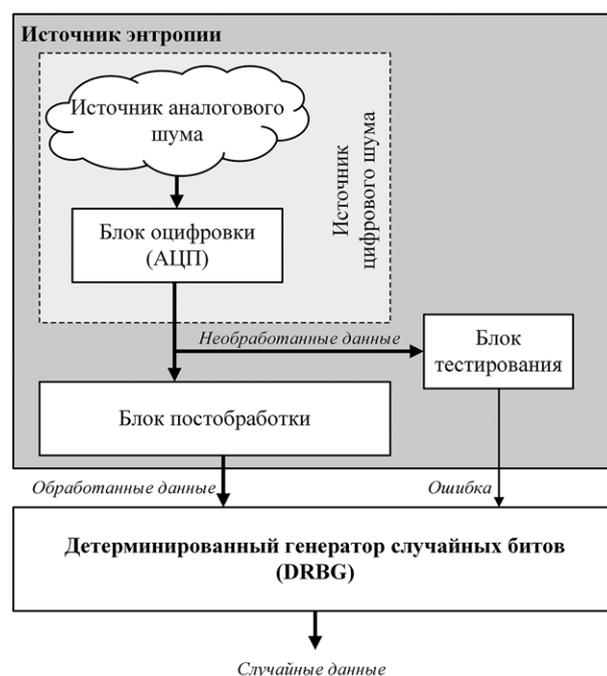 Источник энтропии
Источник аналогового
шума
Источник
цифрового шума
Блок оцифровки
(АЦП)
Необработанные данные
Блок
тестирования
Блок постобработки
Обработанные данные
Ошибка
Детерминированный генератор случайных битов
(DRBG)
Случайные данные